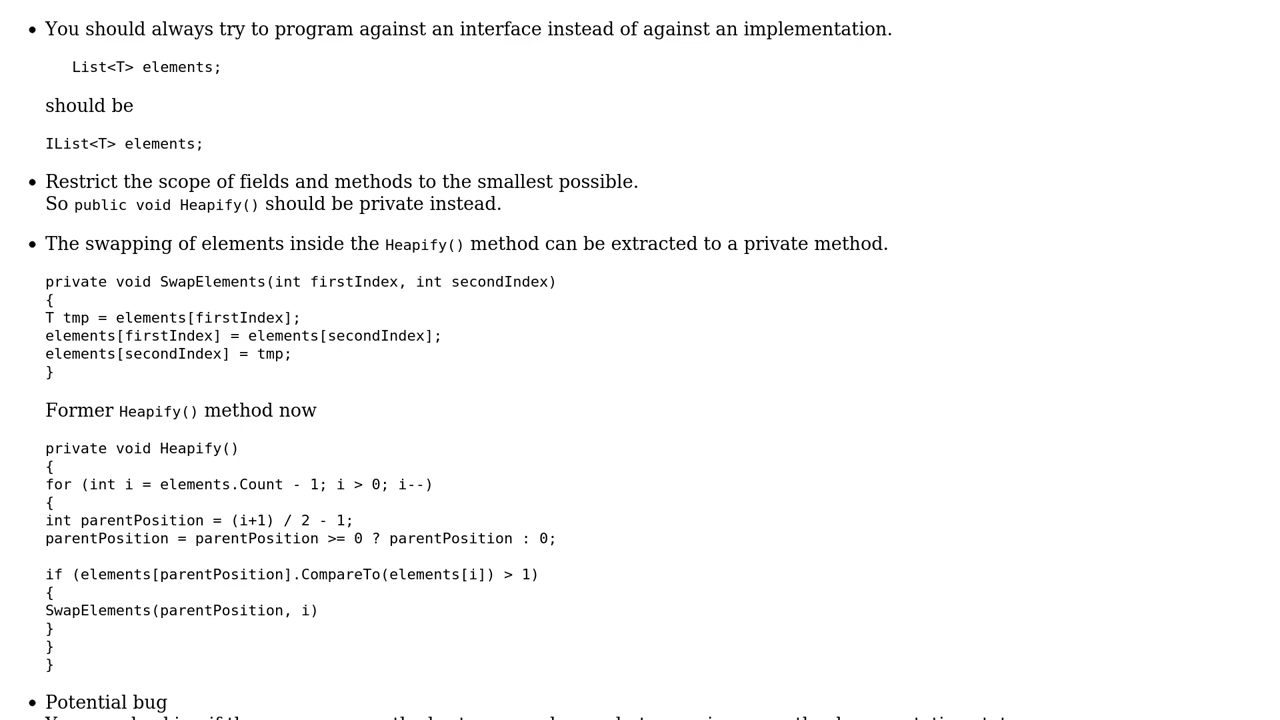 • You should always try to program against an interface instead of against an implementation.
List<T> elements;
should be
IList<T> elements;
• Restrict the scope of fields and methods to the smallest possible.
So public void Heapify() should be private instead.
• The swapping of elements inside the Heapify() method can be extracted to a private method.
private void SwapElements(int firstIndex, int secondIndex)
{
T tmp = elements[firstIndex];
elements[firstIndex] = elements[secondIndex];
elements[secondIndex] = tmp;
}
Former Heapify() method now
private void Heapify()
{
for (int i = elements.Count - 1; i > 0; i--)
{
int parentPosition = (i+1) / 2 - 1;
parentPosition = parentPosition >= 0 ? parentPosition : 0;
if (elements[parentPosition].CompareTo(elements[i]) > 1)
{
SwapElements(parentPosition, i)
}
}
}
• Potential bug